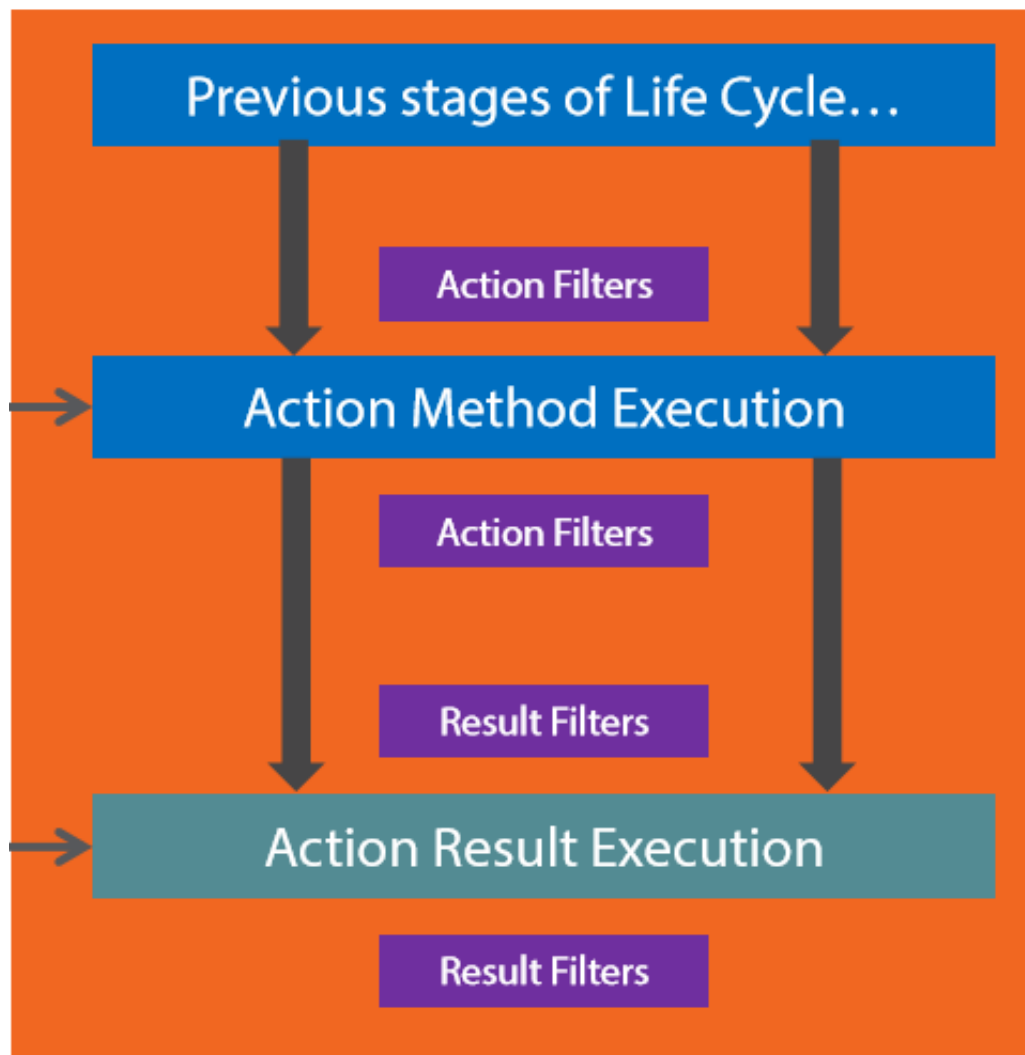 Previous stages of Life Cycle…
Action Filters
Action Method Execution
Action Filters
Result Filters
Action Result Execution
Result Filters